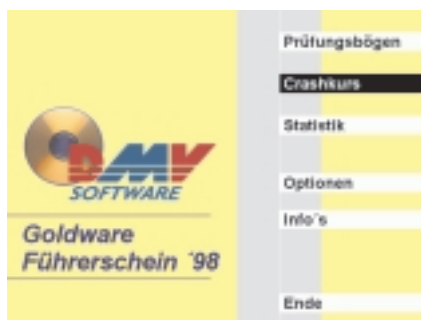 DMV
SOFTWARE
Goldware
Führerschein ´98
Prüfungsbögen
Crashkurs
Statistik
Optionen
Info´s
Ende